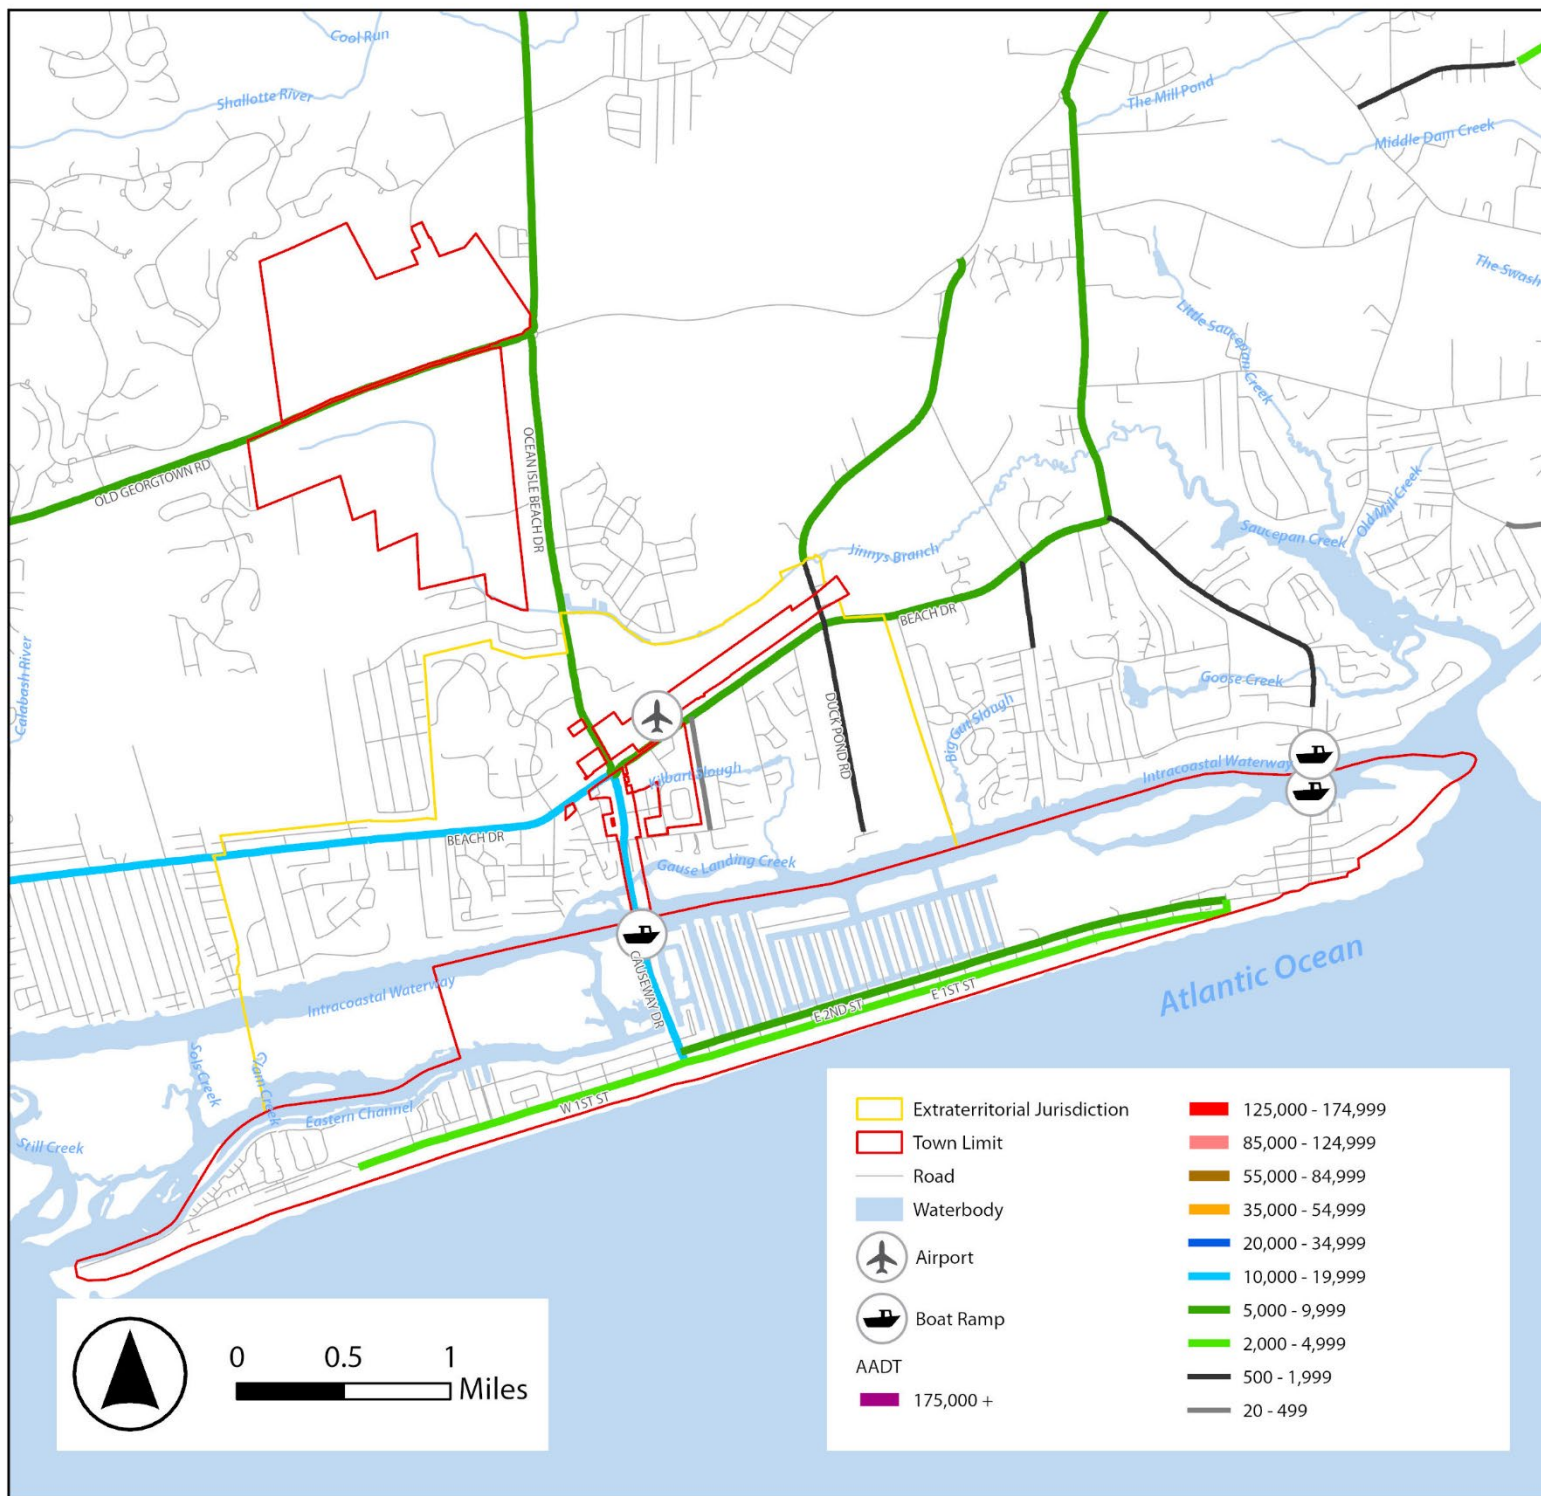 Cool Run
Shallotte River
The Mill Pond
Middle Dam Creek
The Swash
Little Saucepan Creek
OLD GEORGTOWN RD
OCEAN ISLE BEACH DR
Old Mill Creek
Saucepan Creek
Jinnys Branch
BEACH DR
Calabash River
Goose Creek
DUCK POND RD
Big Gut Slough
Kilbart Slough
Intracoastal Waterway
BEACH DR
Gause Landing Creek
CAUSEWAY DR
Atlantic Ocean
Intracoastal Waterway
E 1ST ST
E 2ND ST
Sols Creek
Creek
Eastern Channel
W 1ST ST
Still Creek
Extraterritorial Jurisdiction
Town Limit
Road
Waterbody
Airport
Boat Ramp
AADT
175,000 +
125,000 - 174,999
85,000 - 124,999
55,000 - 84,999
35,000 - 54,999
20,000 - 34,999
10,000 - 19,999
5,000 - 9,999
2,000 - 4,999
500 - 1,999
20 - 499
0 0.5 1
Miles